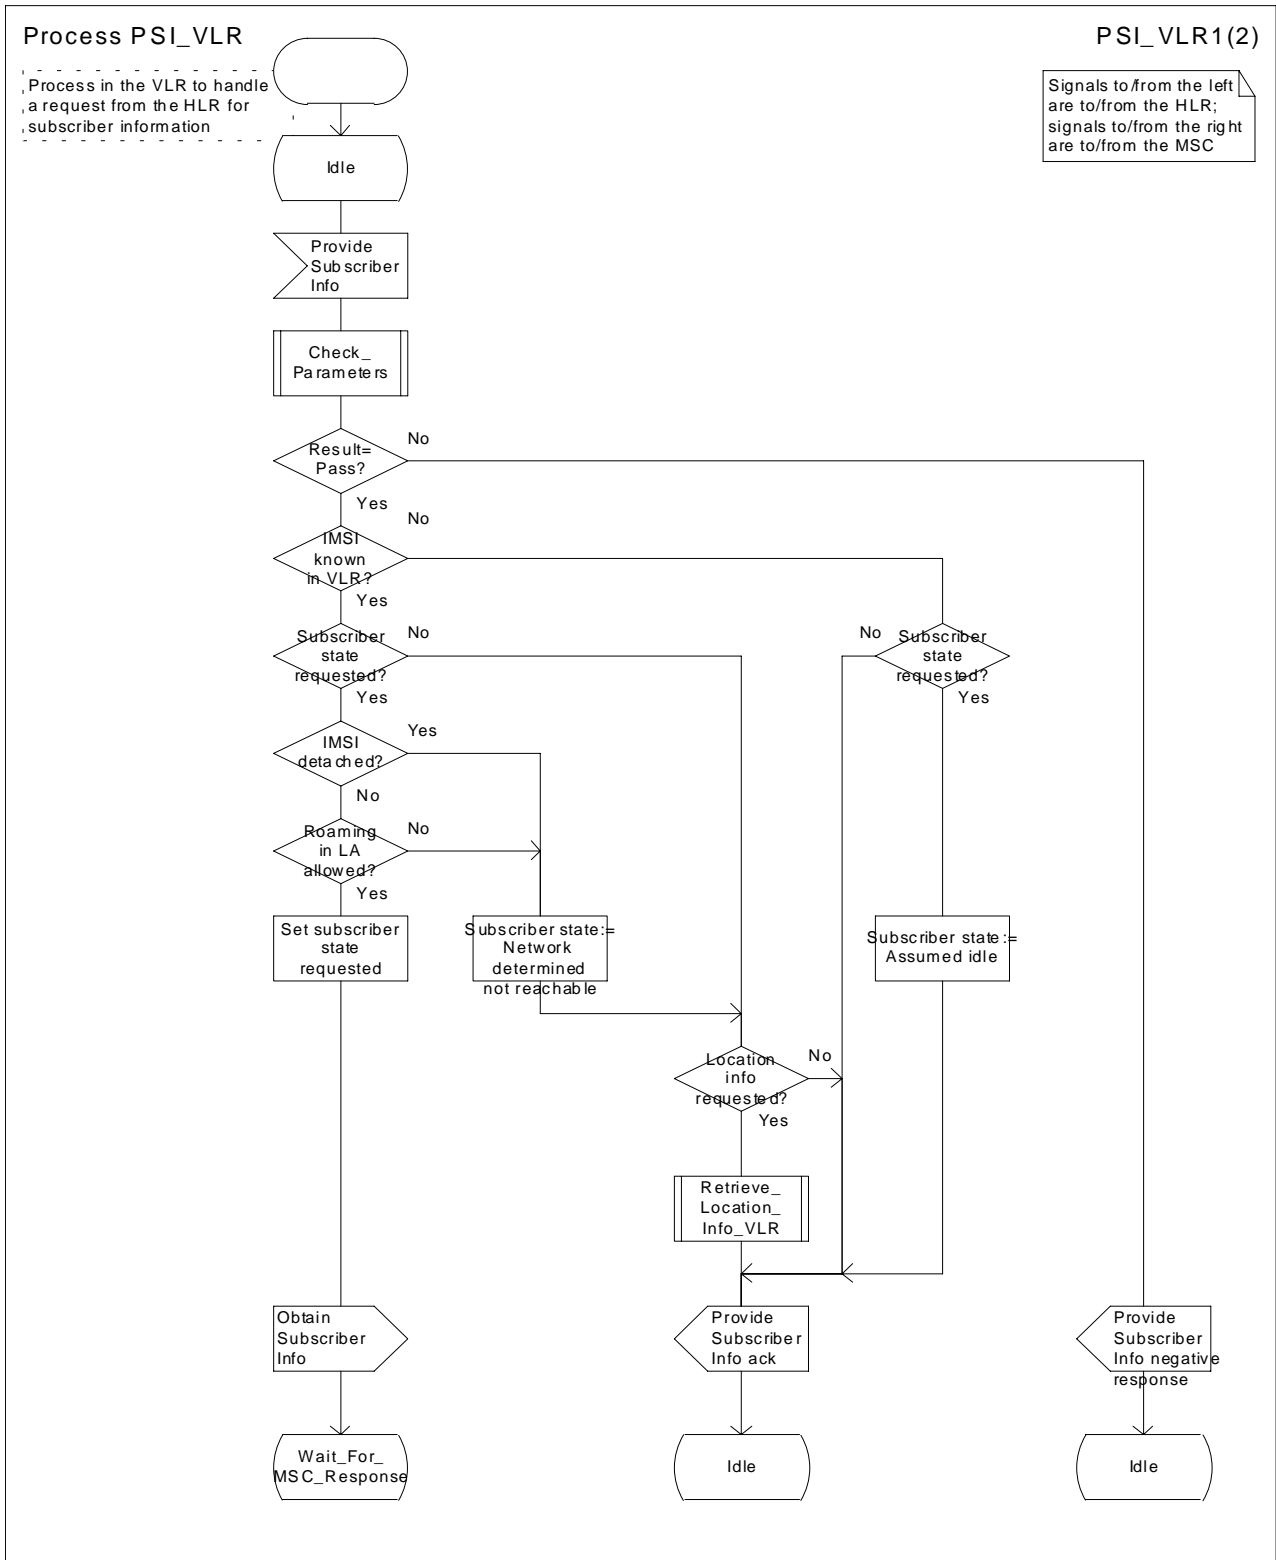 Process PSI_VLR
PSI_VLR1(2)
Process in the VLR to handle
a request from the HLR for
subscriber information
Signals to/from the left
are to/from the HLR;
signals to/from the right
are to/from the MSC
Idle
Provide
Subscriber
Info
Check_
Parameters
Result=
Pass?
No
Yes
IMSI
known
in VLR?
No
Yes
Subscriber
state
requested?
No
Yes
No
Subscriber
state
requested?
Yes
IMSI
detached?
Yes
No
Roaming
in LA
allowed?
No
Yes
Set subscriber
state
requested
Subscriber state:=
Network
determined
not reachable
Subscriber state:=
Assumed idle
Location
info
requested?
No
Yes
Retrieve_
Location_
Info_VLR
Obtain
Subscriber
Info
Provide
Subscriber
Info ack
Provide
Subscriber
Info negative
response
Wait_For_
MSC_Response
Idle
Idle